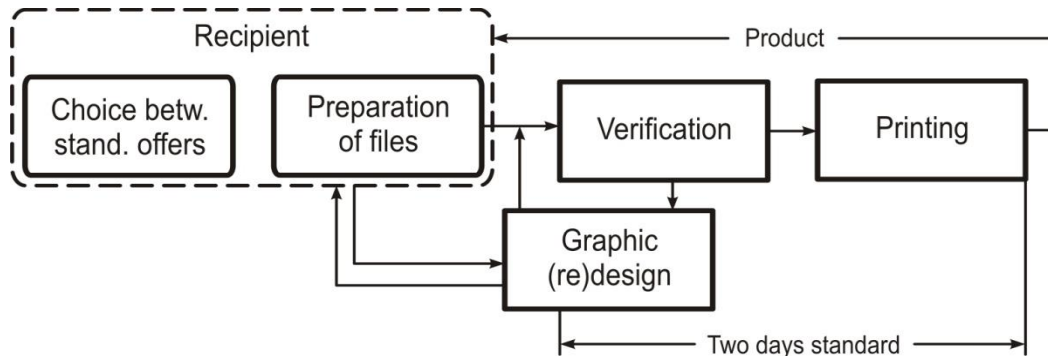 Recipient
Product
Choice betw.
stand. offers
Preparation
of files
Verification
Printing
Graphic
(re)design
Two days standard